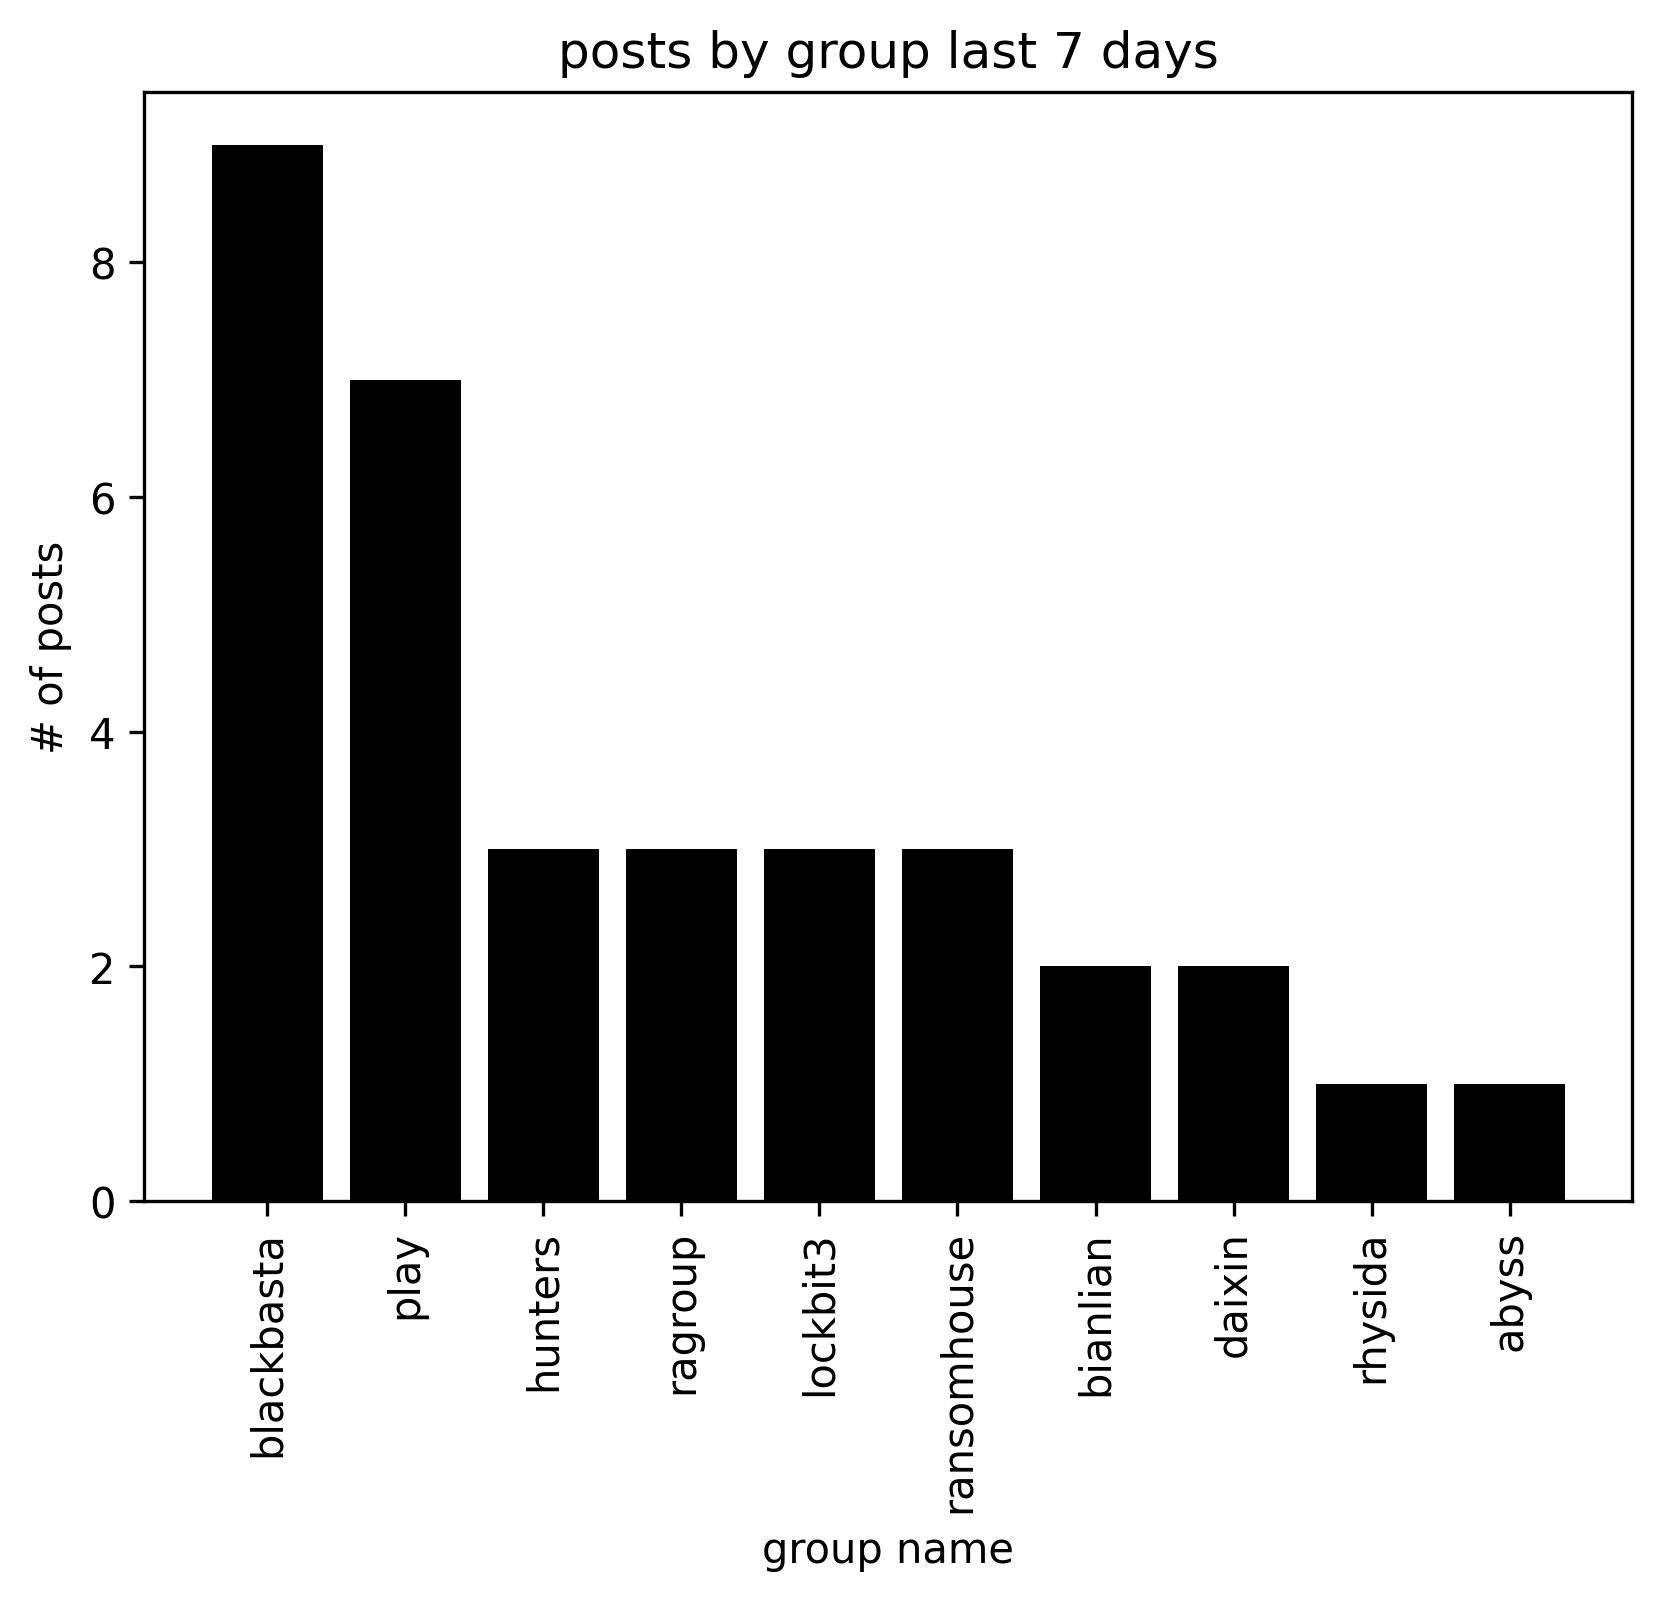 posts by group last 7 days
# of posts
8
6
4
2
0
blackbasta
play
hunters
ragroup
lockbit3
ransomhouse
bianlian
daixin
rhysida
abyss
group name